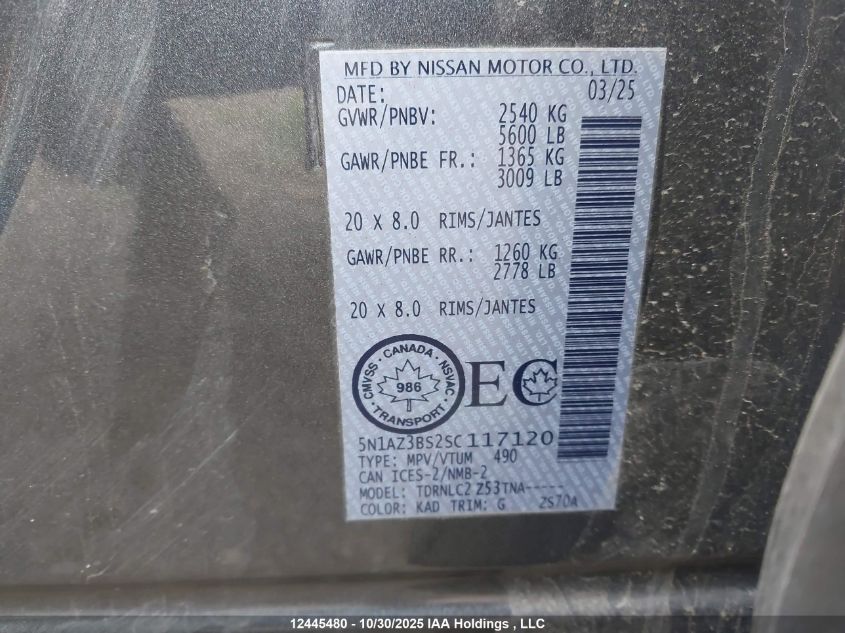 MFD BY NISSAN MOTOR CO., LTD.
DATE: 03/25
GVWR/PNBV: 2540 KG
5600 LB
GAWR/PNBE FR.: 1365 KG
3009 LB
20 X 8.0 RIMS/JANTES
GAWR/PNBE RR.: 1260 KG
2778 LB
20 X 8.0 RIMS/JANTES
CANADA
CMVSS · NSVAC
986
TRANSPORT
EC
5N1AZ3BS2SC117120
TYPE: MPV/VTUM 490
CAN ICES-2/NMB-2
MODEL: TDRNLC2 Z53TNA-----
COLOR: KAD TRIM: G ZS70A
12445480 - 10/30/2025 IAA Holdings , LLC